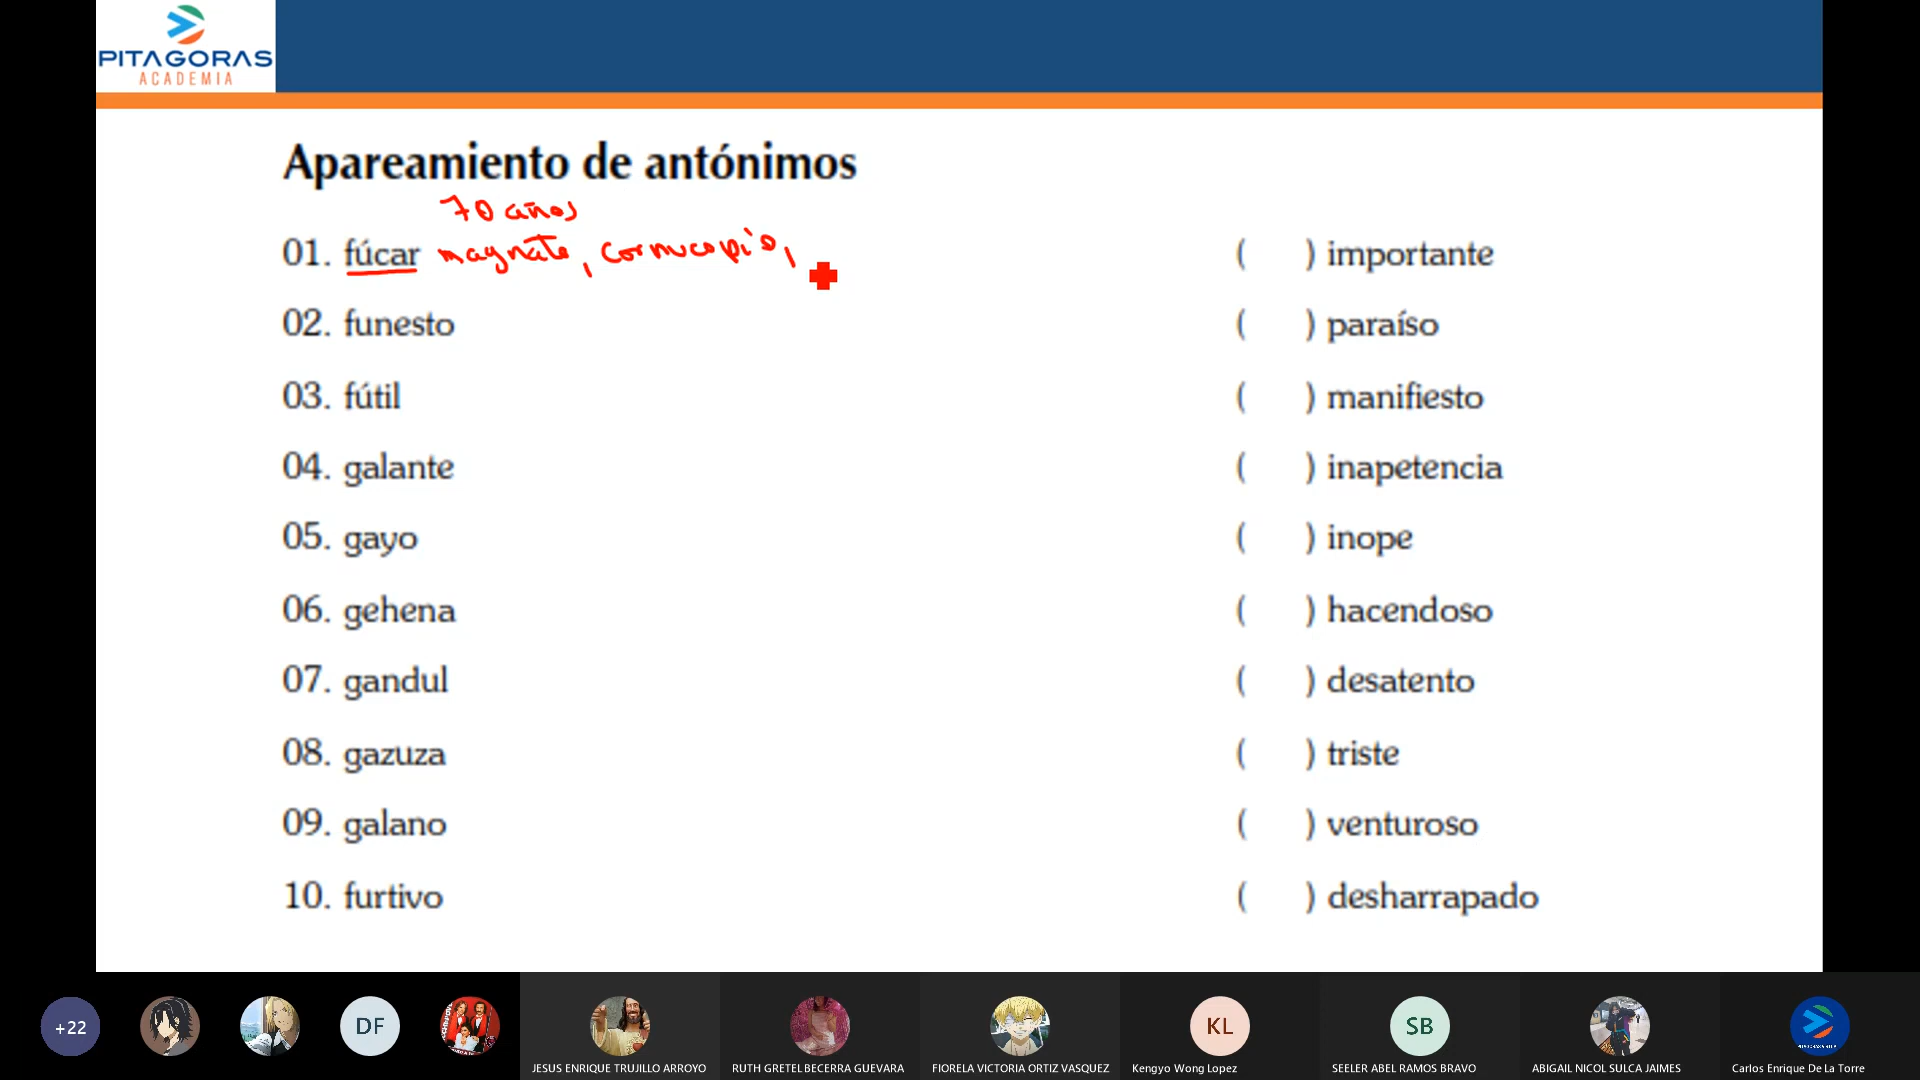 PITAGORAS
ACADEMIA
Apareamiento de antónimos
70 años
01. fúcar magnate, cornucopia, ( ) importante
02. funesto ( ) paraíso
03. fútil ( ) manifiesto
04. galante ( ) inapetencia
05. gayo ( ) inope
06. gehena ( ) hacendoso
07. gandul ( ) desatento
08. gazuza ( ) triste
09. galano ( ) venturoso
10. furtivo ( ) desharrapado
+22 DF KL SB
JESUS ENRIQUE TRUJILLO ARROYO RUTH GRETEL BECERRA GUEVARA FIORELA VICTORIA ORTIZ VASQUEZ Kengyo Wong Lopez SEELER ABEL RAMOS BRAVO ABIGAIL NICOL SULCA JAIMES Carlos Enrique De La Torre